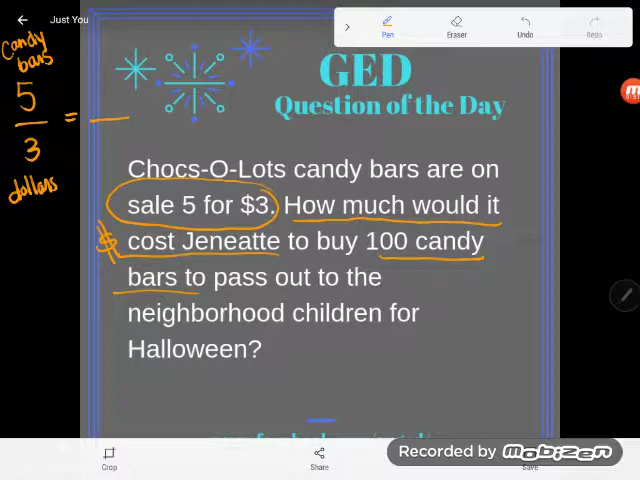 Just You
Pen
Eraser
Undo
Redo
candy
bars
5
3
=
dollars
GED
Question of the Day
Chocs-O-Lots candy bars are on
sale 5 for $3. How much would it
$
cost Jeneatte to buy 100 candy
bars to pass out to the
neighborhood children for
Halloween?
Recorded by mobizen
Crop
Share
Save